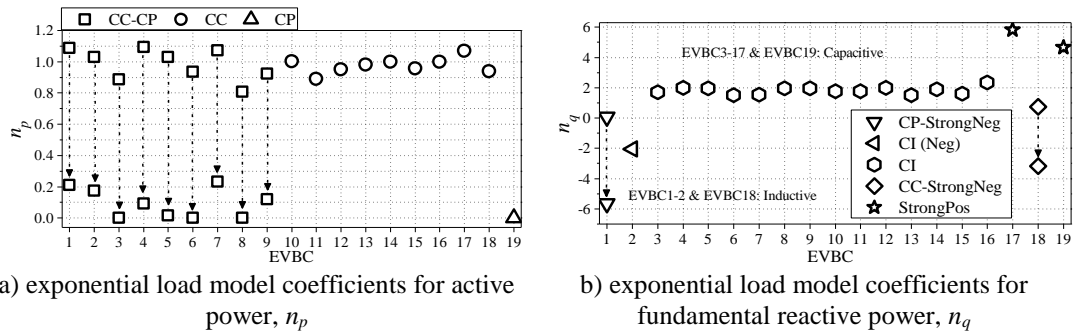 CC-CP CC CP
1.2
1.0
0.8
0.6
0.4
0.2
0.0
n_p
1 2 3 4 5 6 7 8 9 10 11 12 13 14 15 16 17 18 19
EVBC
a) exponential load model coefficients for active
power, n_p
6
4
2
0
-2
-4
-6
n_q
EVBC3-17 & EVBC19: Capacitive
EVBC1-2 & EVBC18: Inductive
CP-StrongNeg
CI (Neg)
CI
CC-StrongNeg
StrongPos
1 2 3 4 5 6 7 8 9 10 11 12 13 14 15 16 17 18 19
EVBC
b) exponential load model coefficients for
fundamental reactive power, n_q